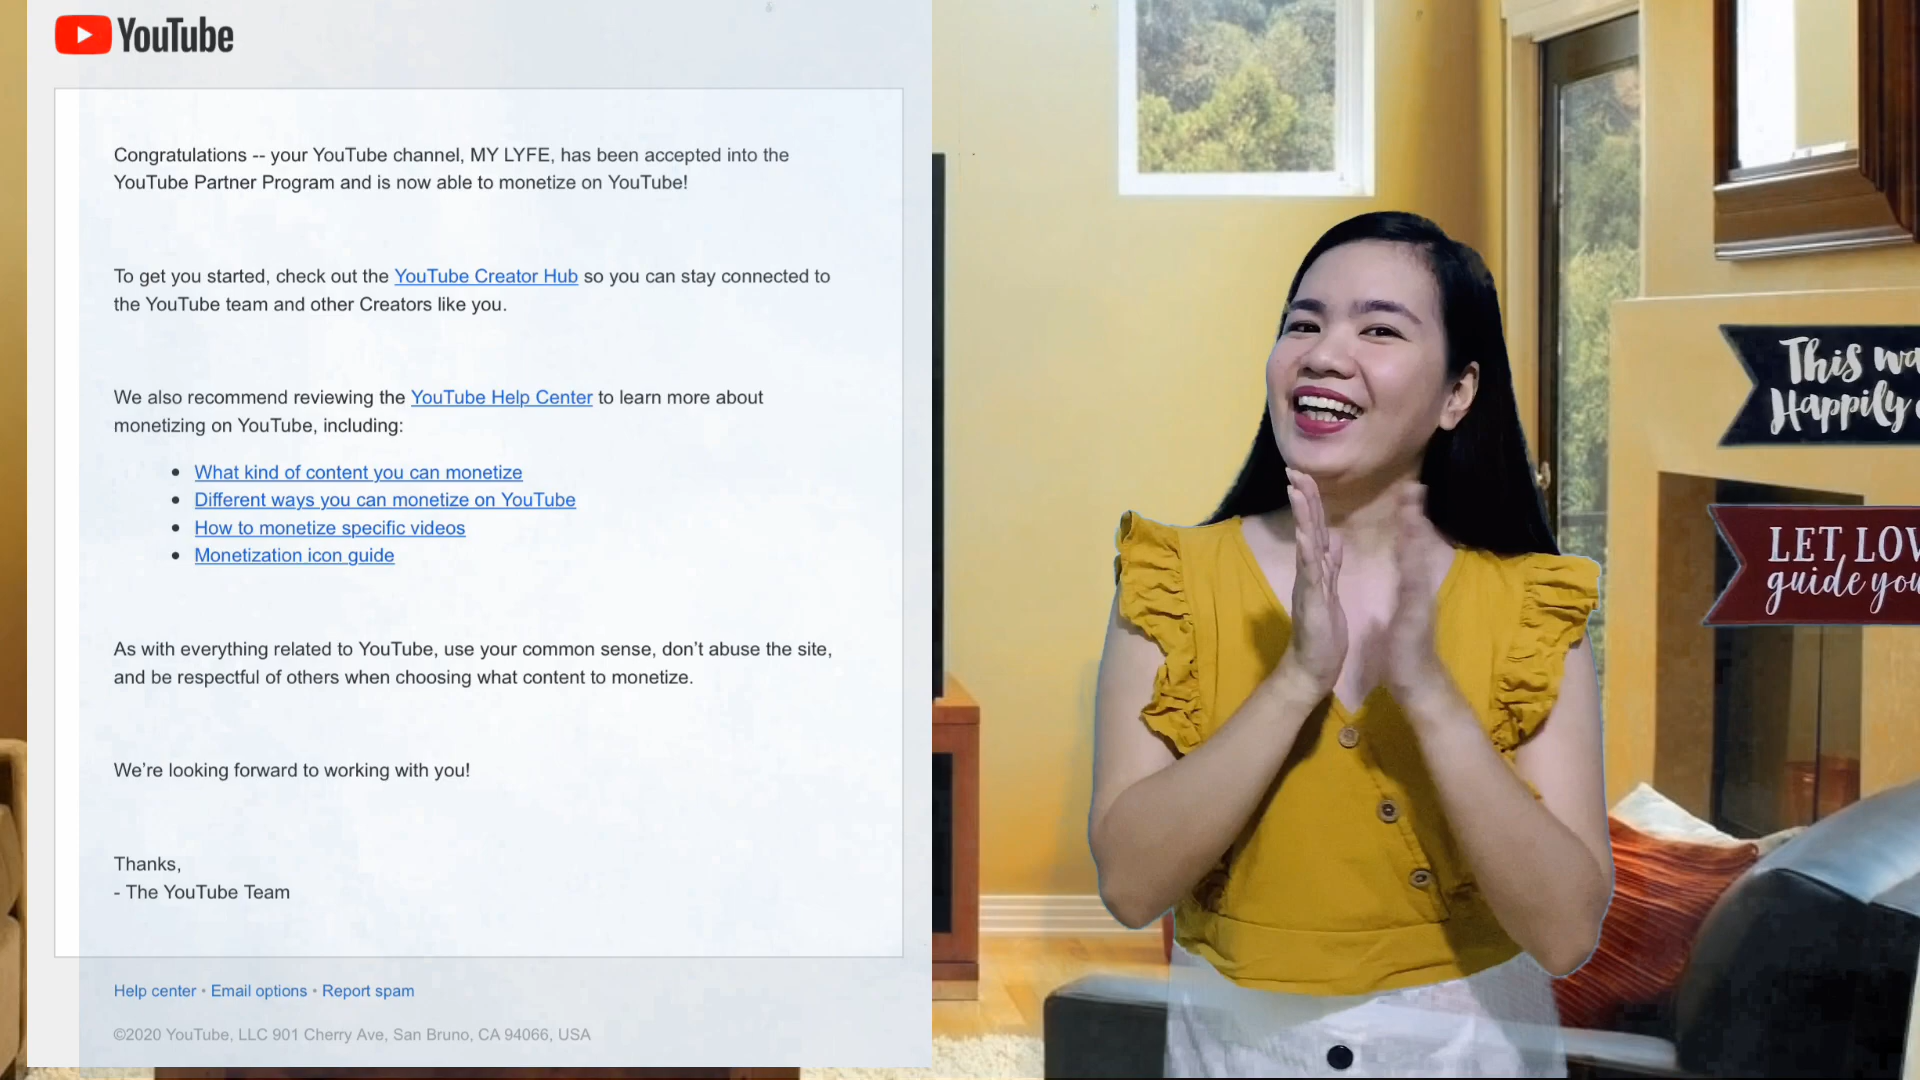 YouTube
Congratulations -- your YouTube channel, MY LYFE, has been accepted into the
YouTube Partner Program and is now able to monetize on YouTube!
To get you started, check out the YouTube Creator Hub so you can stay connected to
the YouTube team and other Creators like you.
We also recommend reviewing the YouTube Help Center to learn more about
monetizing on YouTube, including:
• What kind of content you can monetize
• Different ways you can monetize on YouTube
• How to monetize specific videos
• Monetization icon guide
As with everything related to YouTube, use your common sense, don’t abuse the site,
and be respectful of others when choosing what content to monetize.
We’re looking forward to working with you!
Thanks,
- The YouTube Team
Help center • Email options • Report spam
©2020 YouTube, LLC 901 Cherry Ave, San Bruno, CA 94066, USA
This
Happily
LET
guide